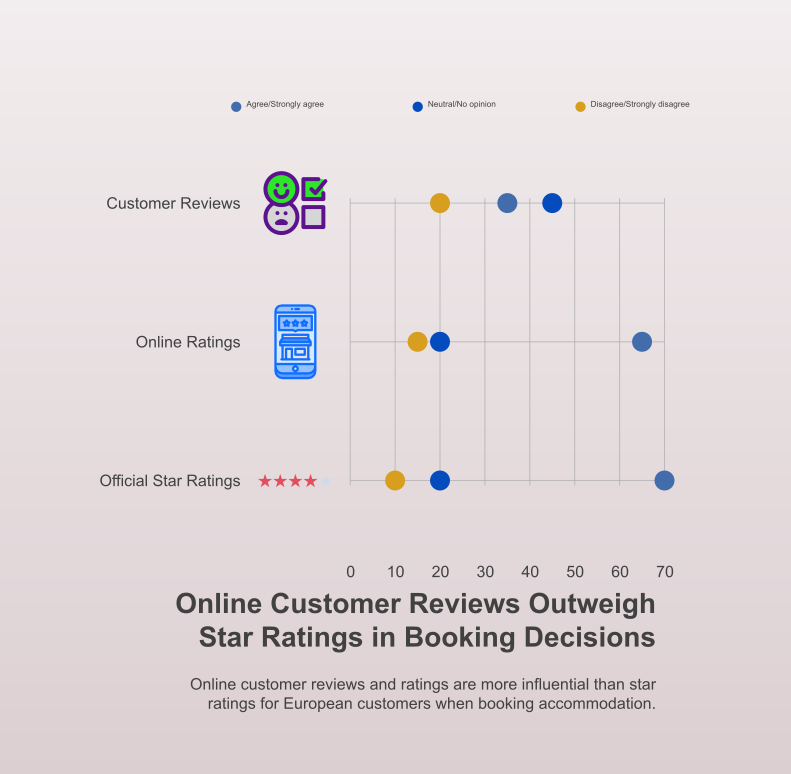 Agree/Strongly agree
Neutral/No opinion
Disagree/Strongly disagree
Customer Reviews
Online Ratings
Official Star Ratings
0 10 20 30 40 50 60 70
Online Customer Reviews Outweigh
Star Ratings in Booking Decisions
Online customer reviews and ratings are more influential than star
ratings for European customers when booking accommodation.